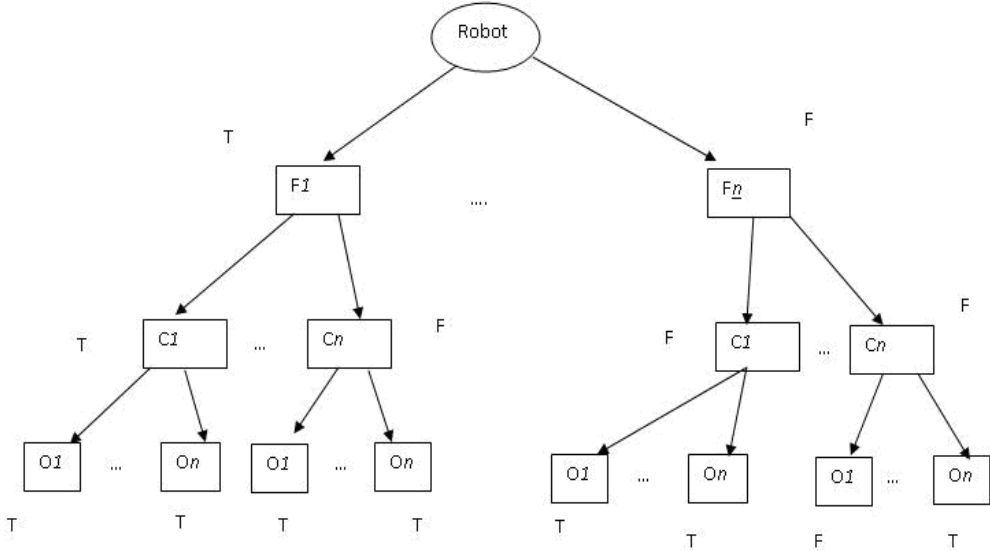 Robot
T
F
F1
....
Fn
T
C1
...
Cn
F
F
C1
...
Cn
F
O1
...
On
O1
...
On
O1
...
On
O1
...
On
T
T
T
T
T
T
F
T